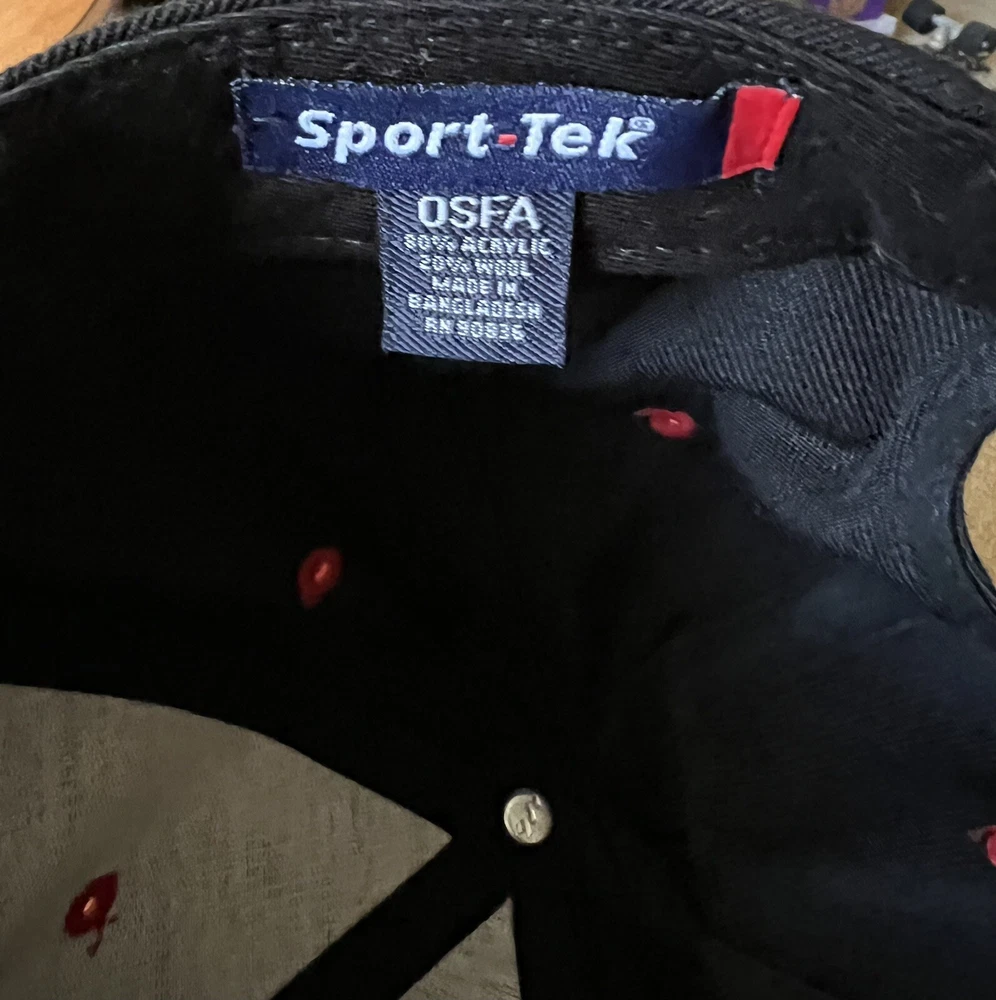 Sport-Tek®
OSFA
80% ACRYLIC
20% WOOL
MADE IN
BANGLADESH
RN 90836